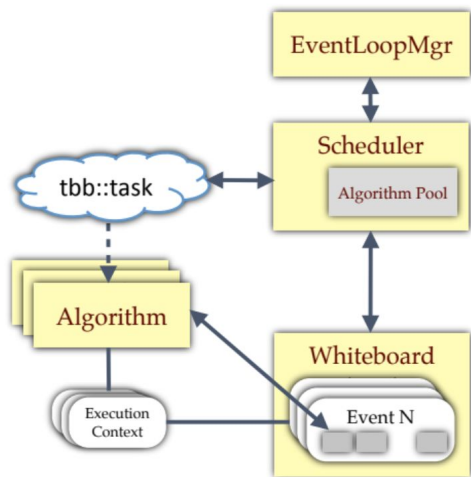 EventLoopMgr
Scheduler
Algorithm Pool
tbb::task
Algorithm
Whiteboard
Execution
Context
Event N